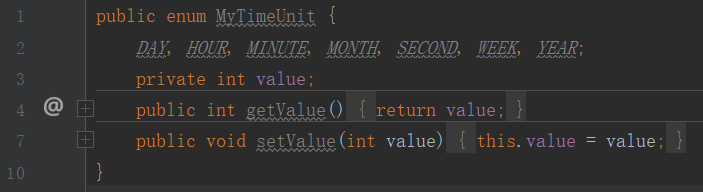 1 public enum MyTimeUnit {
2 DAY, HOUR, MINUTE, MONTH, SECOND, WEEK, YEAR;
3 private int value;
4 @ public int getValue() { return value; }
7 public void setValue(int value) { this.value = value; }
10 }